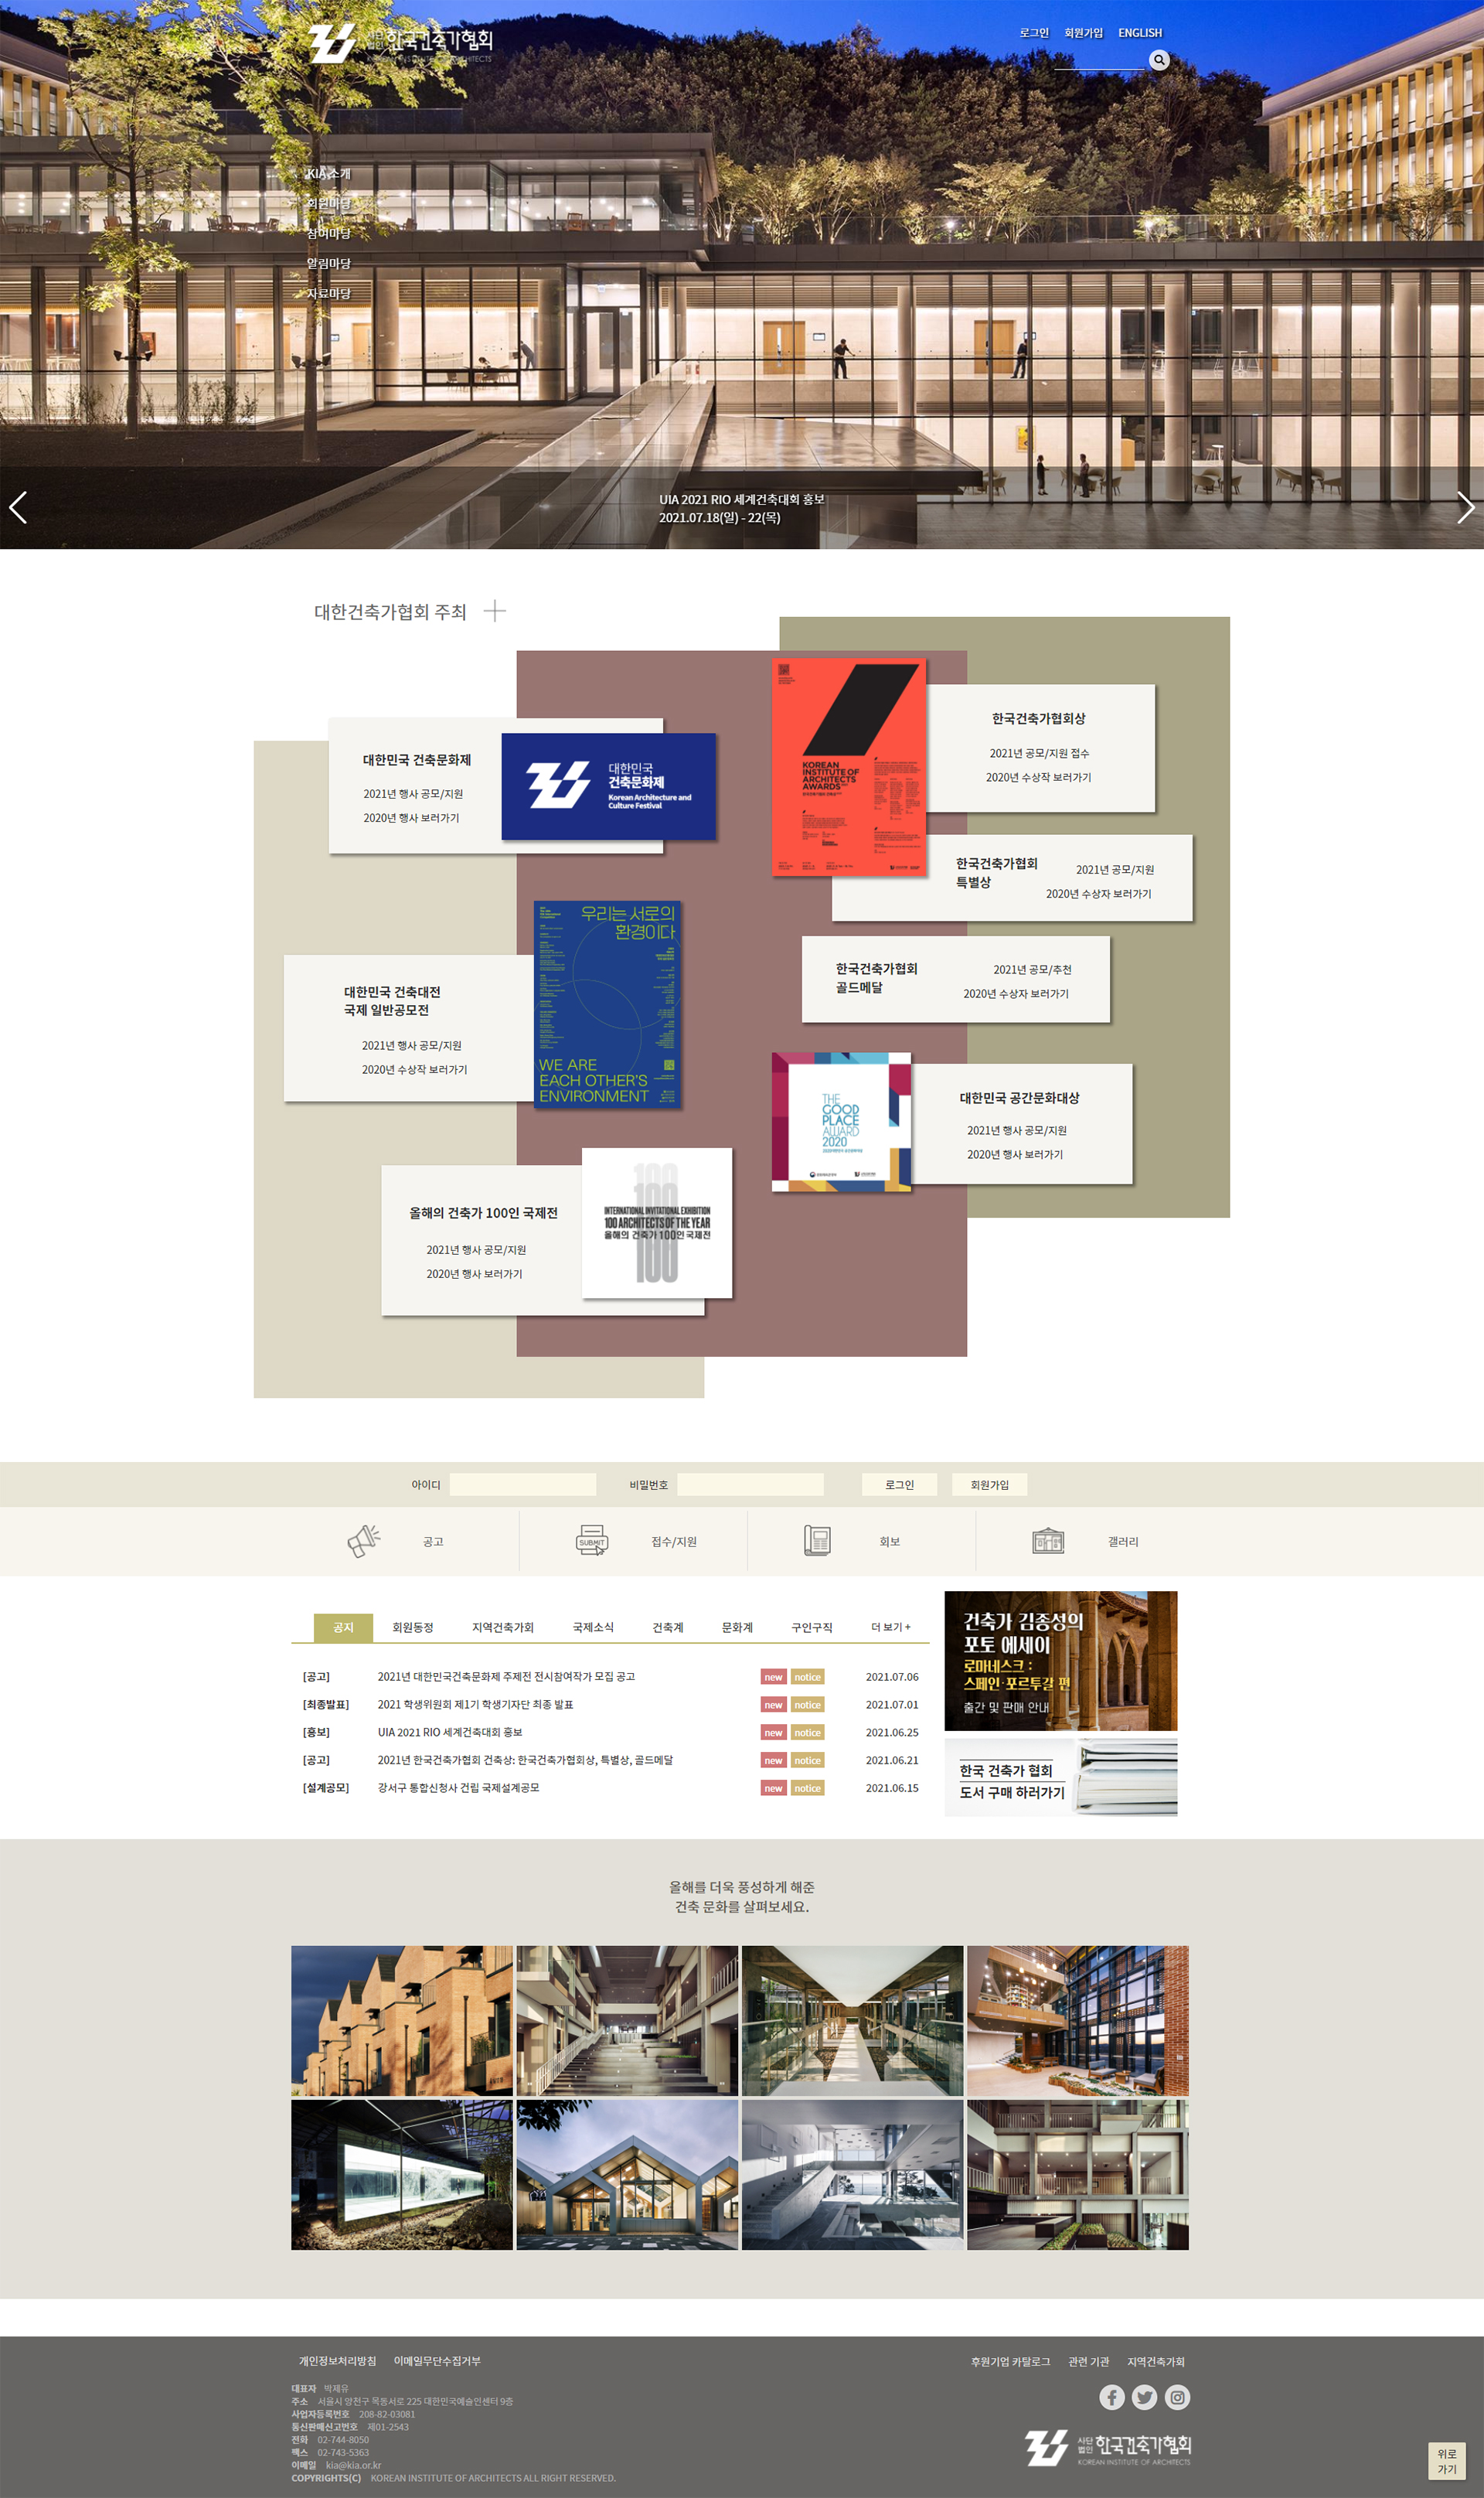 사단
법인 한국건축가협회
KOREAN INSTITUTE OF ARCHITECTS
로그인 회원가입 ENGLISH
KIA 소개
회원마당
참여마당
알림마당
자료마당
UIA 2021 RIO 세계건축대회 홍보
2021.07.18(일) - 22(목)
대한건축가협회 주최
대한민국 건축문화제
2021년 행사 공모/지원
2020년 행사 보러가기
대한민국
건축문화제
Korean Architecture and
Culture Festival
KOREAN
INSTITUTE OF
ARCHITECTS
AWARDS
한국건축가협회상
2021년 공모/지원 접수
2020년 수상작 보러가기
한국건축가협회
특별상
2021년 공모/지원
2020년 수상자 보러가기
한국건축가협회
골드메달
2021년 공모/추천
2020년 수상자 보러가기
대한민국 건축대전
국제 일반공모전
2021년 행사 공모/지원
2020년 수상작 보러가기
우리는 서로의
환경이다
WE ARE
EACH OTHER'S
ENVIRONMENT
THE
GOOD
PLACE
AWARD
2020
대한민국 공간문화대상
2021년 행사 공모/지원
2020년 행사 보러가기
올해의 건축가 100인 국제전
2021년 행사 공모/지원
2020년 행사 보러가기
100
100
100
INTERNATIONAL INVITATIONAL EXHIBITION
100 ARCHITECTS OF THE YEAR
올해의 건축가 100인 국제전
아이디 비밀번호 로그인 회원가입
공고 SUBMIT 접수/지원 회보 갤러리
공지 회원동정 지역건축가회 국제소식 건축계 문화계 구인구직 더 보기 +
[공고] 2021년 대한민국건축문화제 주제전 전시참여작가 모집 공고 new notice 2021.07.06
[최종발표] 2021 학생위원회 제1기 학생기자단 최종 발표 new notice 2021.07.01
[홍보] UIA 2021 RIO 세계건축대회 홍보 new notice 2021.06.25
[공고] 2021년 한국건축가협회 건축상: 한국건축가협회상, 특별상, 골드메달 new notice 2021.06.21
[설계공모] 강서구 통합신청사 건립 국제설계공모 new notice 2021.06.15
건축가 김종성의
포토 에세이
로마네스크 :
스페인·포르투갈 편
출간 및 판매 안내
한국 건축가 협회
도서 구매 하러가기
올해를 더욱 풍성하게 해준
건축 문화를 살펴보세요.
개인정보처리방침 이메일무단수집거부
후원기업 카탈로그 관련 기관 지역건축가회
대표자 박제유
주소 서울시 양천구 목동서로 225 대한민국예술인센터 9층
사업자등록번호 208-82-03081
통신판매신고번호 제01-2543
전화 02-744-8050
팩스 02-743-5363
이메일 kia@kia.or.kr
COPYRIGHTS(C) KOREAN INSTITUTE OF ARCHITECTS ALL RIGHT RESERVED.
사단
법인 한국건축가협회
KOREAN INSTITUTE OF ARCHITECTS
위로
가기